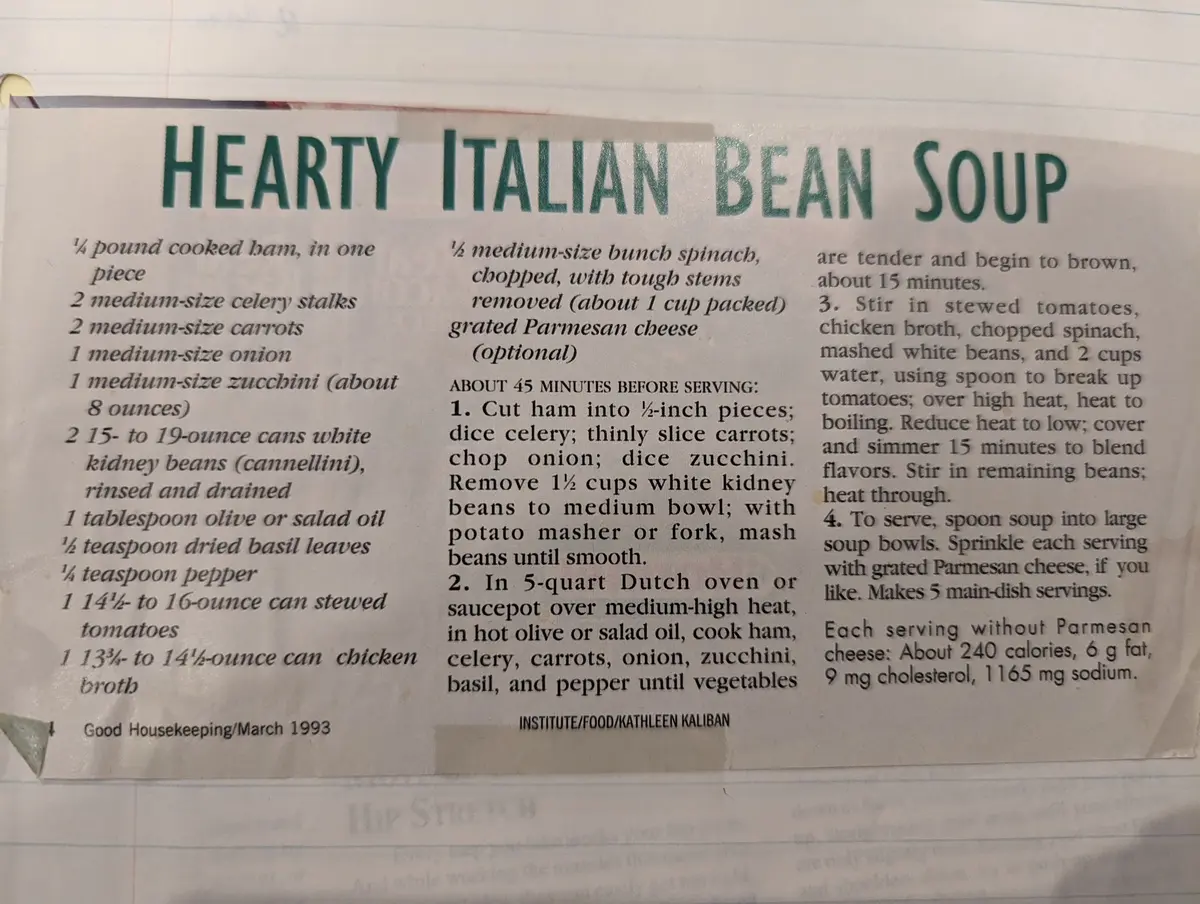 HEARTY ITALIAN BEAN SOUP
¼ pound cooked ham, in one
piece
2 medium-size celery stalks
2 medium-size carrots
1 medium-size onion
1 medium-size zucchini (about
8 ounces)
2 15- to 19-ounce cans white
kidney beans (cannellini),
rinsed and drained
1 tablespoon olive or salad oil
½ teaspoon dried basil leaves
¼ teaspoon pepper
1 14½- to 16-ounce can stewed
tomatoes
1 13¾- to 14½-ounce can chicken
broth
½ medium-size bunch spinach,
chopped, with tough stems
removed (about 1 cup packed)
grated Parmesan cheese
(optional)
ABOUT 45 MINUTES BEFORE SERVING:
1. Cut ham into ½-inch pieces;
dice celery; thinly slice carrots;
chop onion; dice zucchini.
Remove 1½ cups white kidney
beans to medium bowl; with
potato masher or fork, mash
beans until smooth.
2. In 5-quart Dutch oven or
saucepot over medium-high heat,
in hot olive or salad oil, cook ham,
celery, carrots, onion, zucchini,
basil, and pepper until vegetables
are tender and begin to brown,
about 15 minutes.
3. Stir in stewed tomatoes,
chicken broth, chopped spinach,
mashed white beans, and 2 cups
water, using spoon to break up
tomatoes; over high heat, heat to
boiling. Reduce heat to low; cover
and simmer 15 minutes to blend
flavors. Stir in remaining beans;
heat through.
4. To serve, spoon soup into large
soup bowls. Sprinkle each serving
with grated Parmesan cheese, if you
like. Makes 5 main-dish servings.
Each serving without Parmesan
cheese: About 240 calories, 6 g fat,
9 mg cholesterol, 1165 mg sodium.
4 Good Housekeeping/March 1993
INSTITUTE/FOOD/KATHLEEN KALIBAN
HIP STRETCH